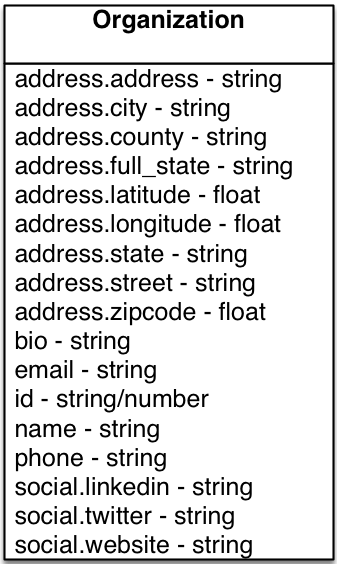 Organization
address.address - string
address.city - string
address.county - string
address.full_state - string
address.latitude - float
address.longitude - float
address.state - string
address.street - string
address.zipcode - float
bio - string
email - string
id - string/number
name - string
phone - string
social.linkedin - string
social.twitter - string
social.website - string